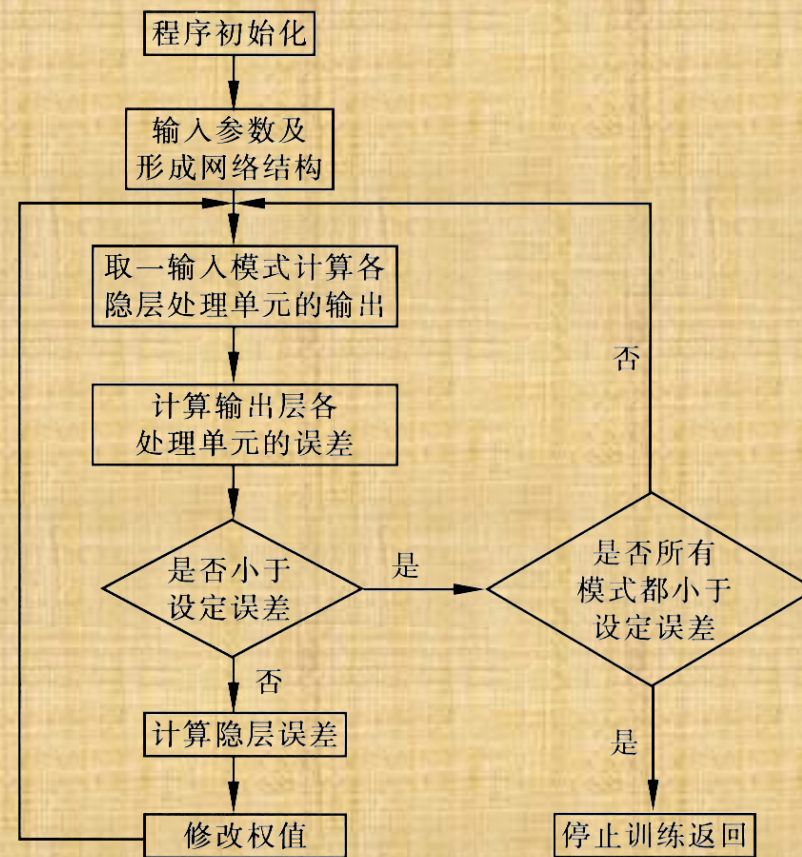 程序初始化
输入参数及
形成网络结构
取一输入模式计算各
隐层处理单元的输出
计算输出层各
处理单元的误差
是否小于
设定误差
是
否
计算隐层误差
修改权值
否
是否所有
模式都小于
设定误差
是
停止训练返回